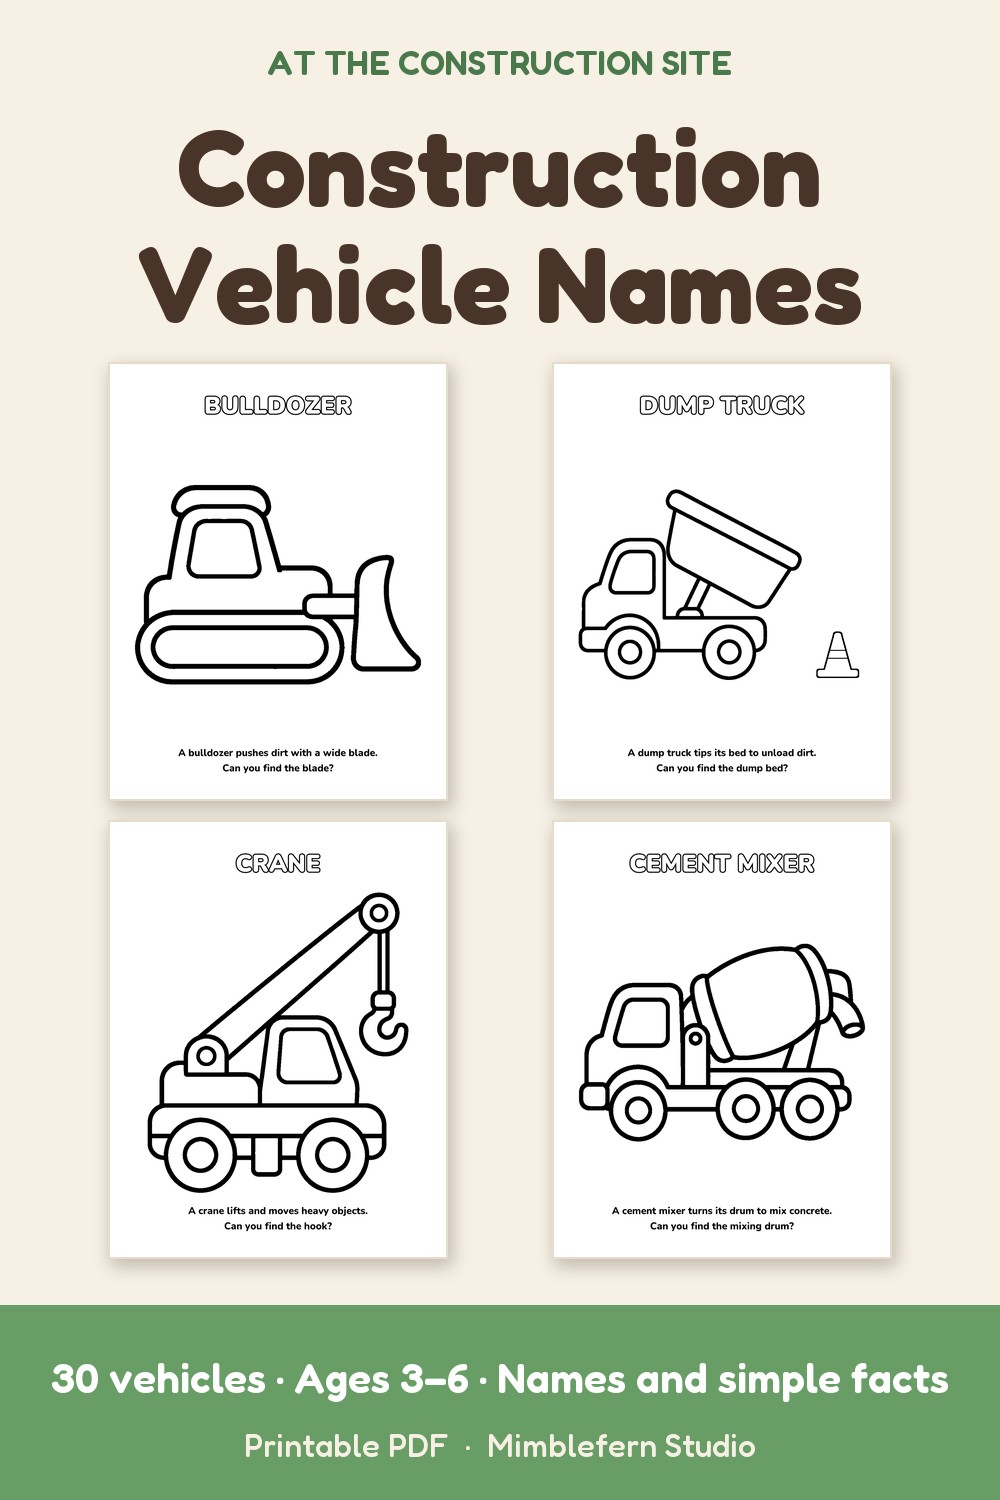 AT THE CONSTRUCTION SITE
Construction
Vehicle Names
BULLDOZER
A bulldozer pushes dirt with a wide blade.
Can you find the blade?
DUMP TRUCK
A dump truck tips its bed to unload dirt.
Can you find the dump bed?
CRANE
A crane lifts and moves heavy objects.
Can you find the hook?
CEMENT MIXER
A cement mixer turns its drum to mix concrete.
Can you find the mixing drum?
30 vehicles · Ages 3–6 · Names and simple facts
Printable PDF · Mimblefern Studio